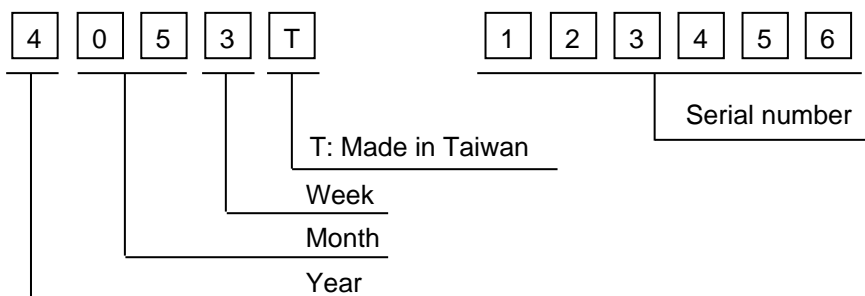 4 0 5 3 T 1 2 3 4 5 6
Serial number
T: Made in Taiwan
Week
Month
Year